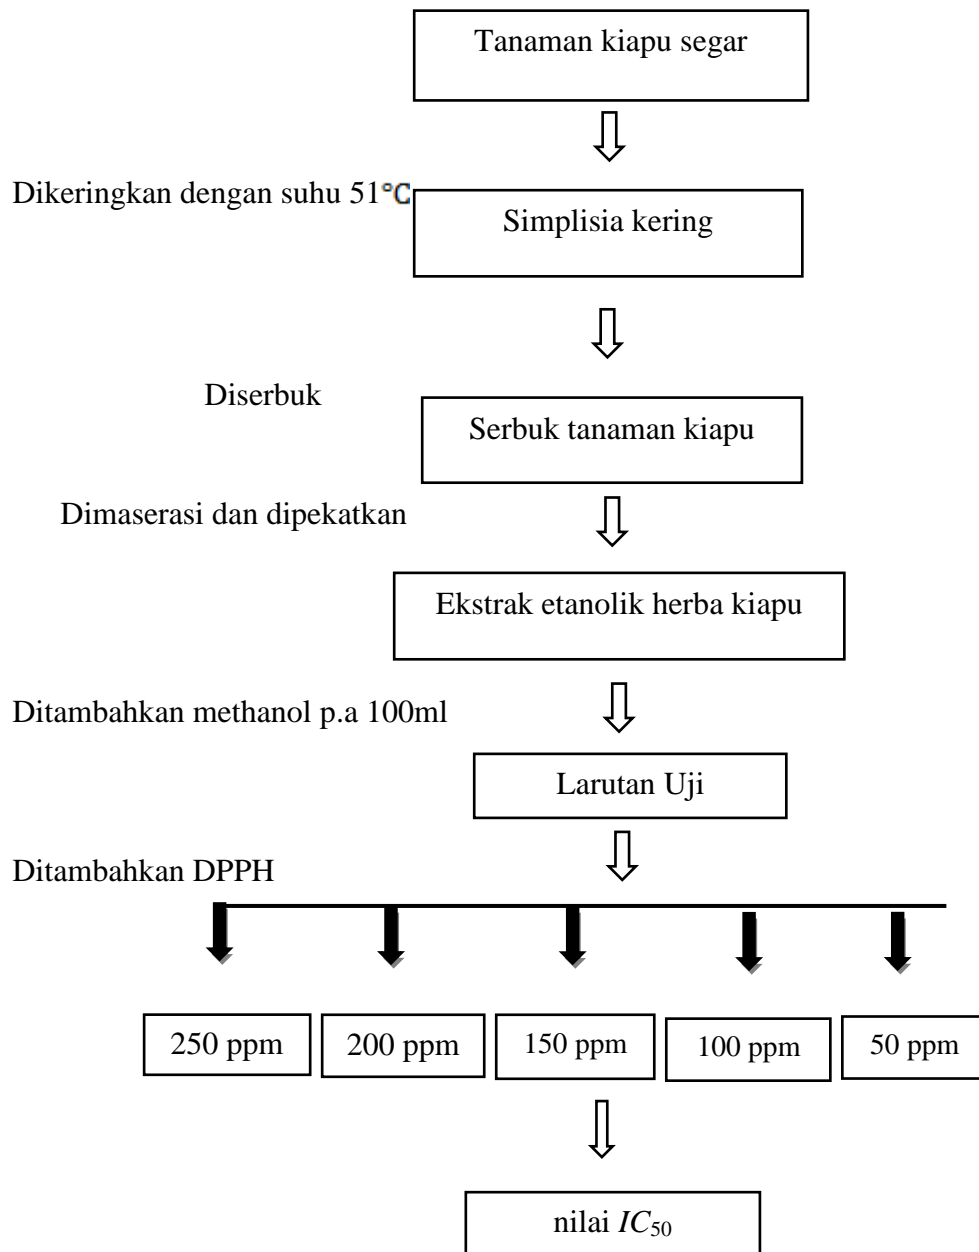 Tanaman kiapu segar
Dikeringkan dengan suhu 51℃
Simplisia kering
Diserbuk
Serbuk tanaman kiapu
Dimaserasi dan dipekatkan
Ekstrak etanolik herba kiapu
Ditambahkan methanol p.a 100ml
Larutan Uji
Ditambahkan DPPH
250 ppm
200 ppm
150 ppm
100 ppm
50 ppm
nilai IC₅₀